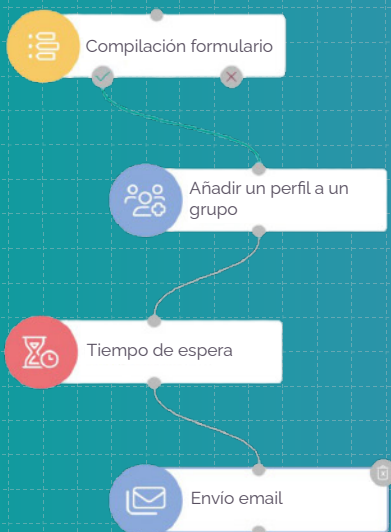 Compilación formulario
Añadir un perfil a un
grupo
Tiempo de espera
Envío email